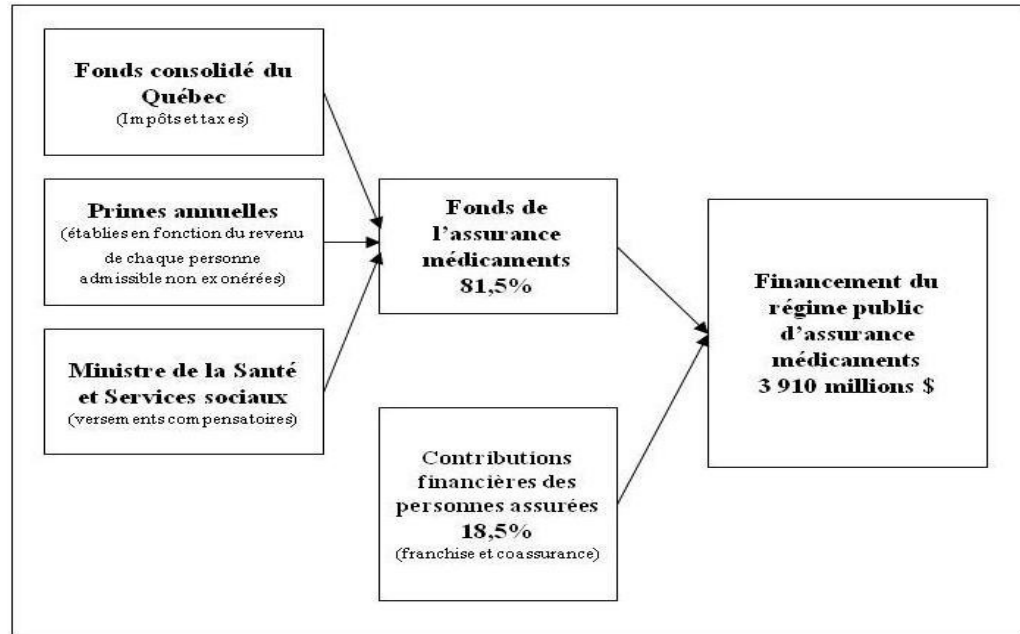 Fonds consolidé du
Québec
(Impôts et taxes)
Primes annuelles
(établies en fonction du revenu
de chaque personne
admissible non exonérées)
Ministre de la Santé
et Services sociaux
(versements compensatoires)
Fonds de
l'assurance
médicaments
81,5%
Contributions
financières des
personnes assurées
18,5%
(franchise et coassurance)
Financement du
régime public
d'assurance
médicaments
3 910 millions $